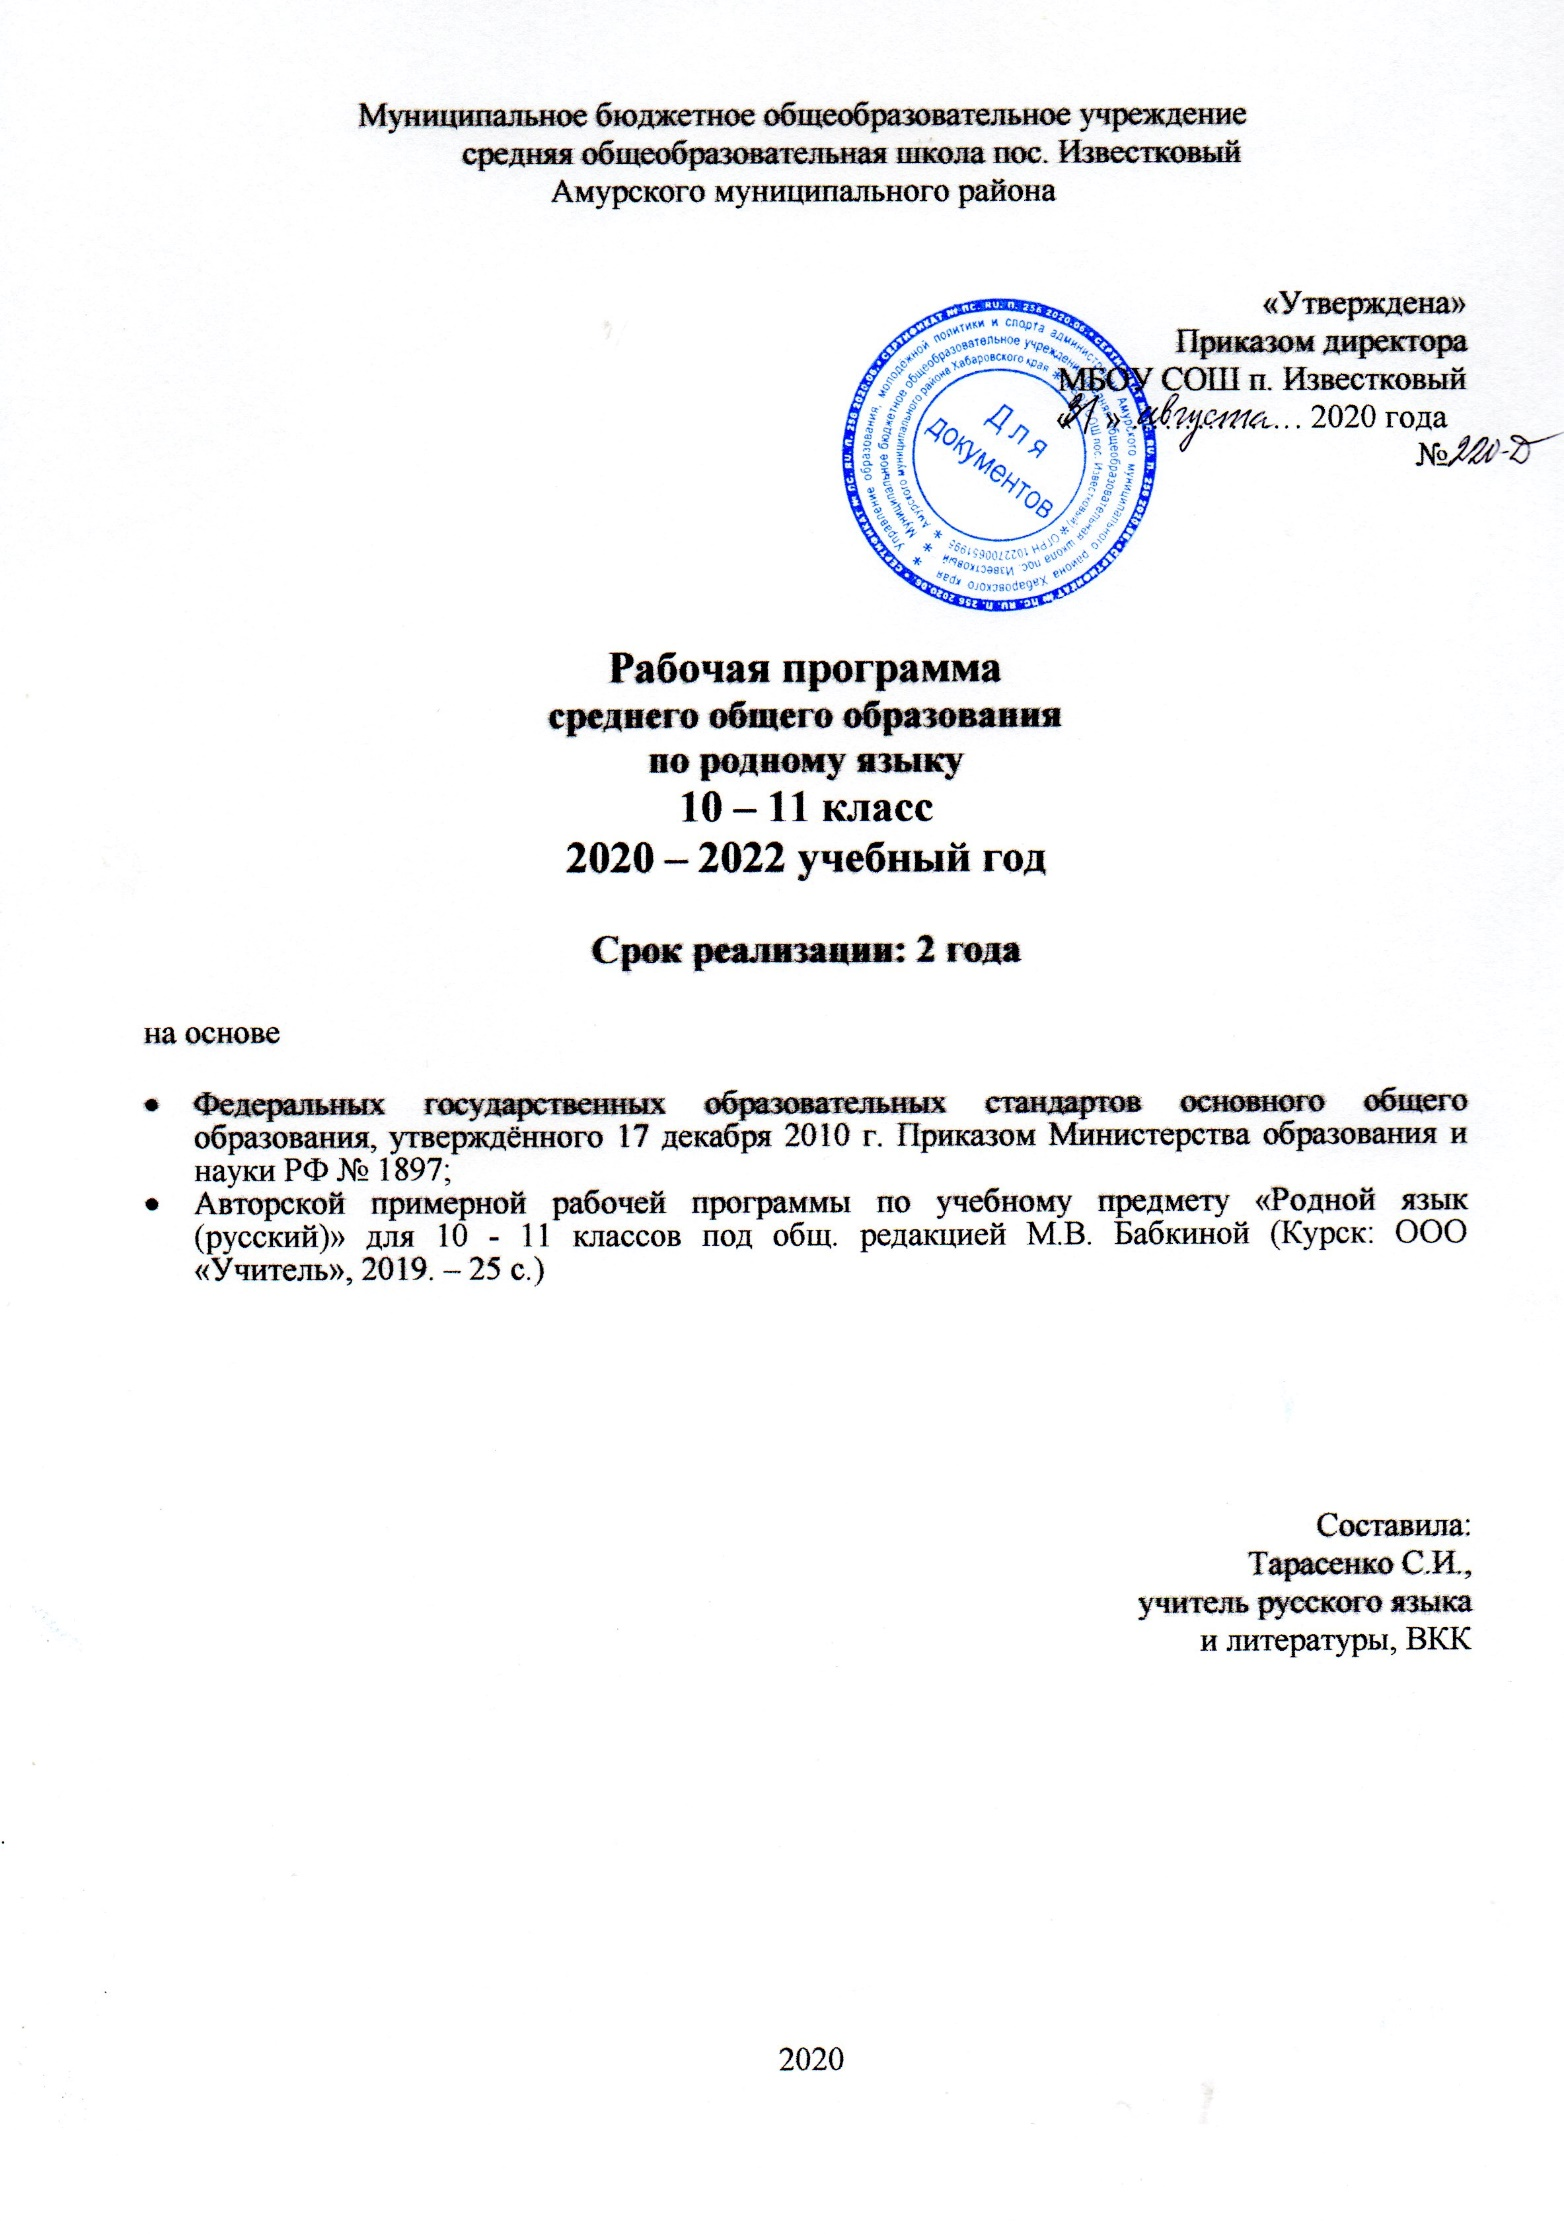 Муниципальное бюджетное общеобразовательное учреждение
средняя общеобразовательная школа пос. Известковый
Амурского муниципального района
«Утверждена»
Приказом директора
МБОУ СОШ п. Известковый
«31» августа… 2020 года
№ 220-Д
Для
документов
Рабочая программа
среднего общего образования
по родному языку
10 – 11 класс
2020 – 2022 учебный год
Срок реализации: 2 года
на основе
• Федеральных государственных образовательных стандартов основного общего
образования, утверждённого 17 декабря 2010 г. Приказом Министерства образования и
науки РФ № 1897;
• Авторской примерной рабочей программы по учебному предмету «Родной язык
(русский)» для 10 - 11 классов под общ. редакцией М.В. Бабкиной (Курск: ООО
«Учитель», 2019. – 25 с.)
Составила:
Тарасенко С.И.,
учитель русского языка
и литературы, ВКК
2020